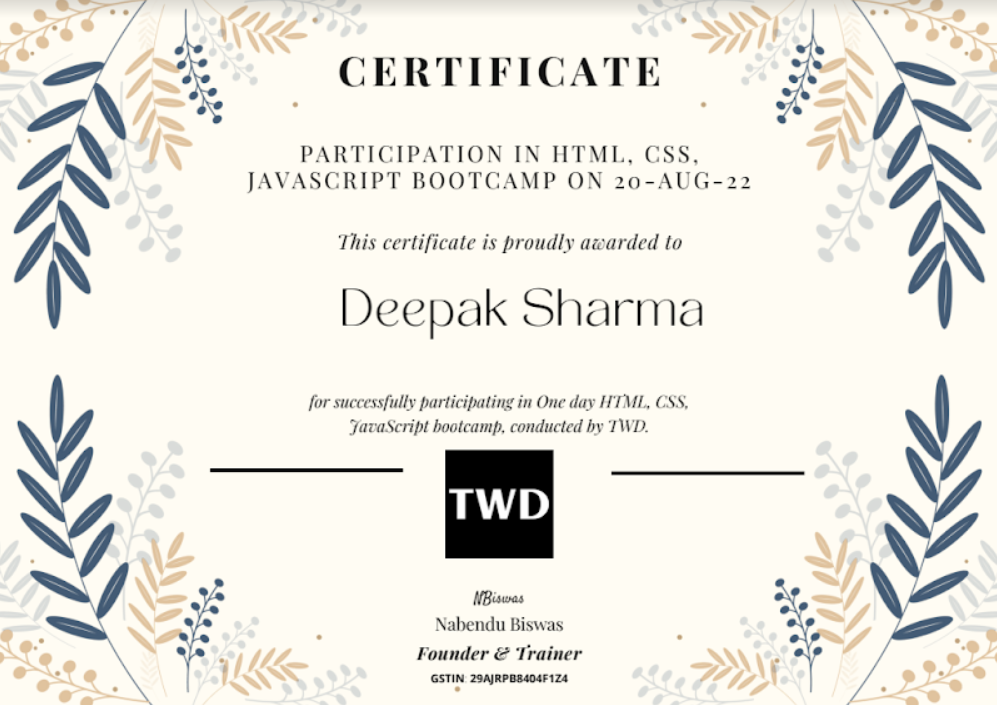 CERTIFICATE
PARTICIPATION IN HTML, CSS,
JAVASCRIPT BOOTCAMP ON 20-AUG-22
This certificate is proudly awarded to
Deepak Sharma
for successfully participating in One day HTML, CSS,
JavaScript bootcamp, conducted by TWD.
TWD
NBiswas
Nabendu Biswas
Founder & Trainer
GSTIN: 29AJRPB8404F1Z4